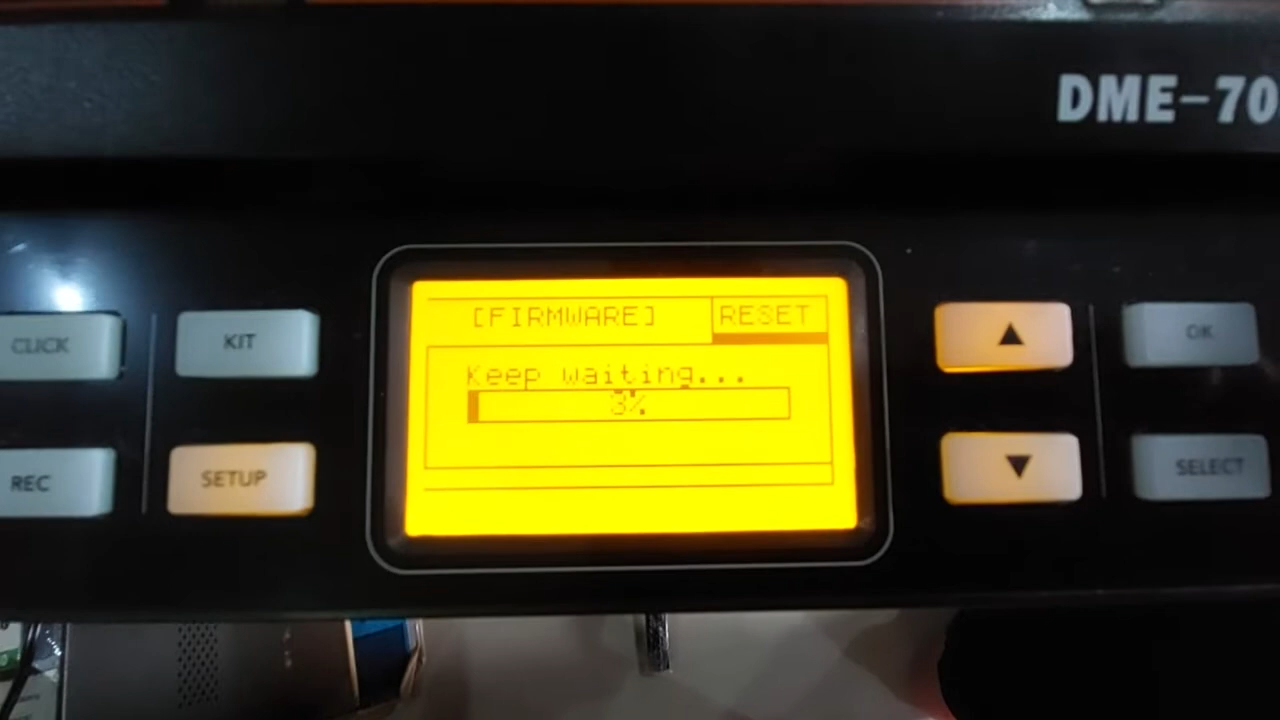 DME-70
[FIRMWARE] RESET
Keep waiting...
3%
CLICK
KIT
REC
SETUP
▲
OK
▼
SELECT